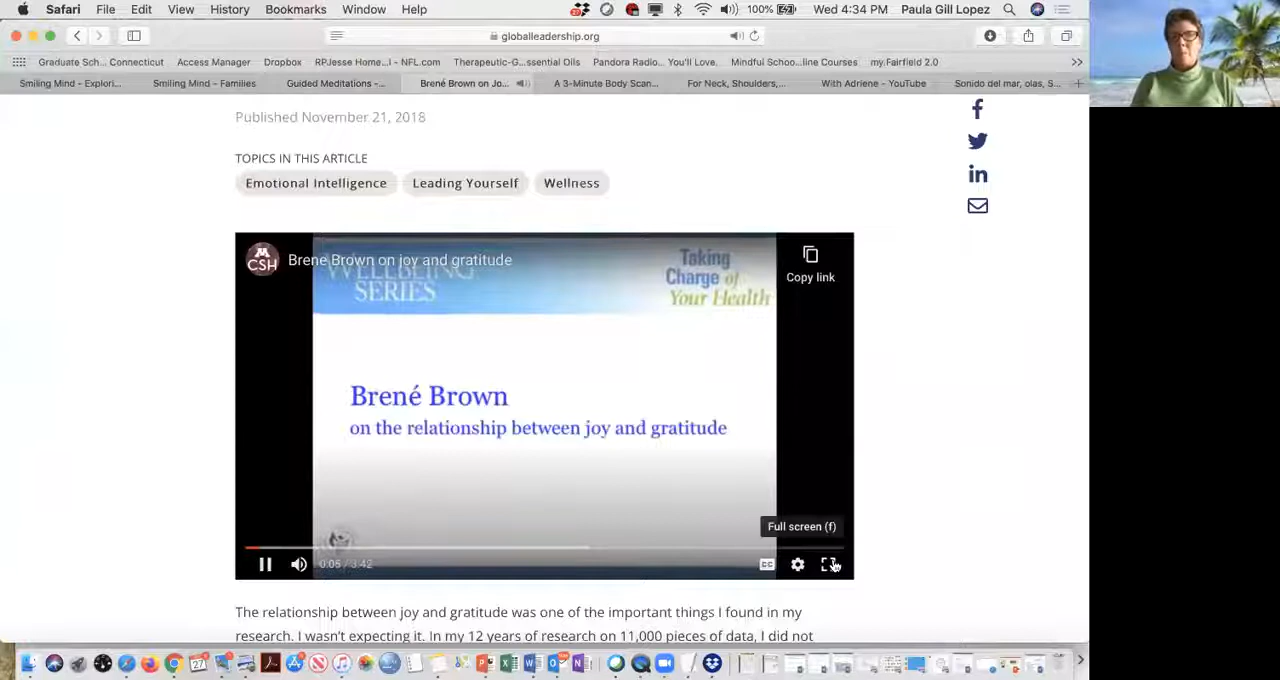 Safari File Edit View History Bookmarks Window Help 100% Wed 4:34 PM Paula Gill Lopez
globalleadership.org
Graduate Sch... Connecticut Access Manager Dropbox RPJesse Home...l - NFL.com Therapeutic-G...ssential Oils Pandora Radio... You'll Love. Mindful Schoo...line Courses my.Fairfield 2.0 >>
Smiling Mind – Explori... Smiling Mind – Families Guided Meditations –... Brené Brown on Jo... A 3-Minute Body Scan... For Neck, Shoulders,... With Adriene - YouTube Sonido del mar, olas, S... +
Published November 21, 2018
TOPICS IN THIS ARTICLE
Emotional Intelligence Leading Yourself Wellness
CSH Brene Brown on joy and gratitude
WELLBEING
SERIES
Taking
Charge of
Your Health
Copy link
Brené Brown
on the relationship between joy and gratitude
Full screen (f)
0:05 / 3:42 CC
The relationship between joy and gratitude was one of the important things I found in my
research. I wasn't expecting it. In my 12 years of research on 11,000 pieces of data, I did not